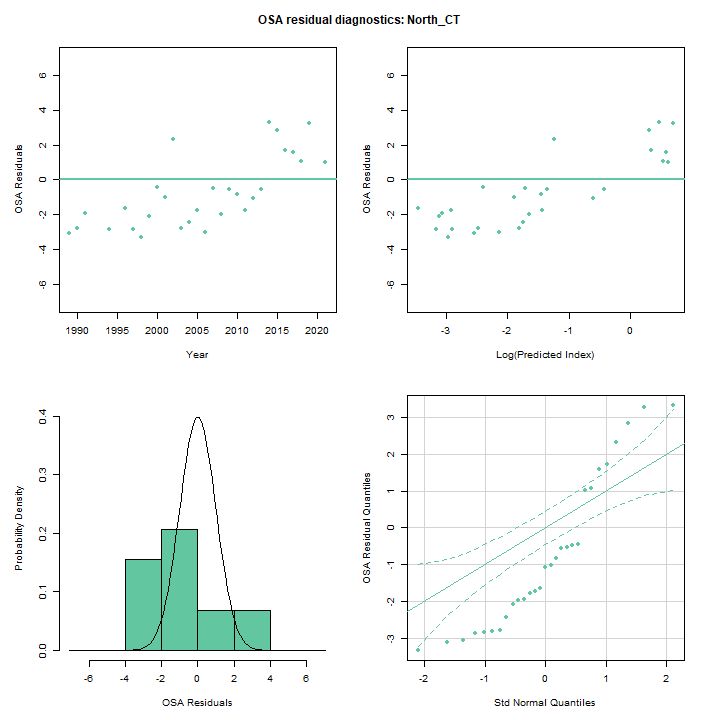 OSA residual diagnostics: North_CT
OSA Residuals
6
4
2
0
-2
-4
-6
1990 1995 2000 2005 2010 2015 2020
Year
OSA Residuals
6
4
2
0
-2
-4
-6
-3 -2 -1 0
Log(Predicted Index)
Probability Density
0.4
0.3
0.2
0.1
0.0
-6 -4 -2 0 2 4 6
OSA Residuals
OSA Residual Quantiles
3
2
1
0
-1
-2
-3
-2 -1 0 1 2
Std Normal Quantiles